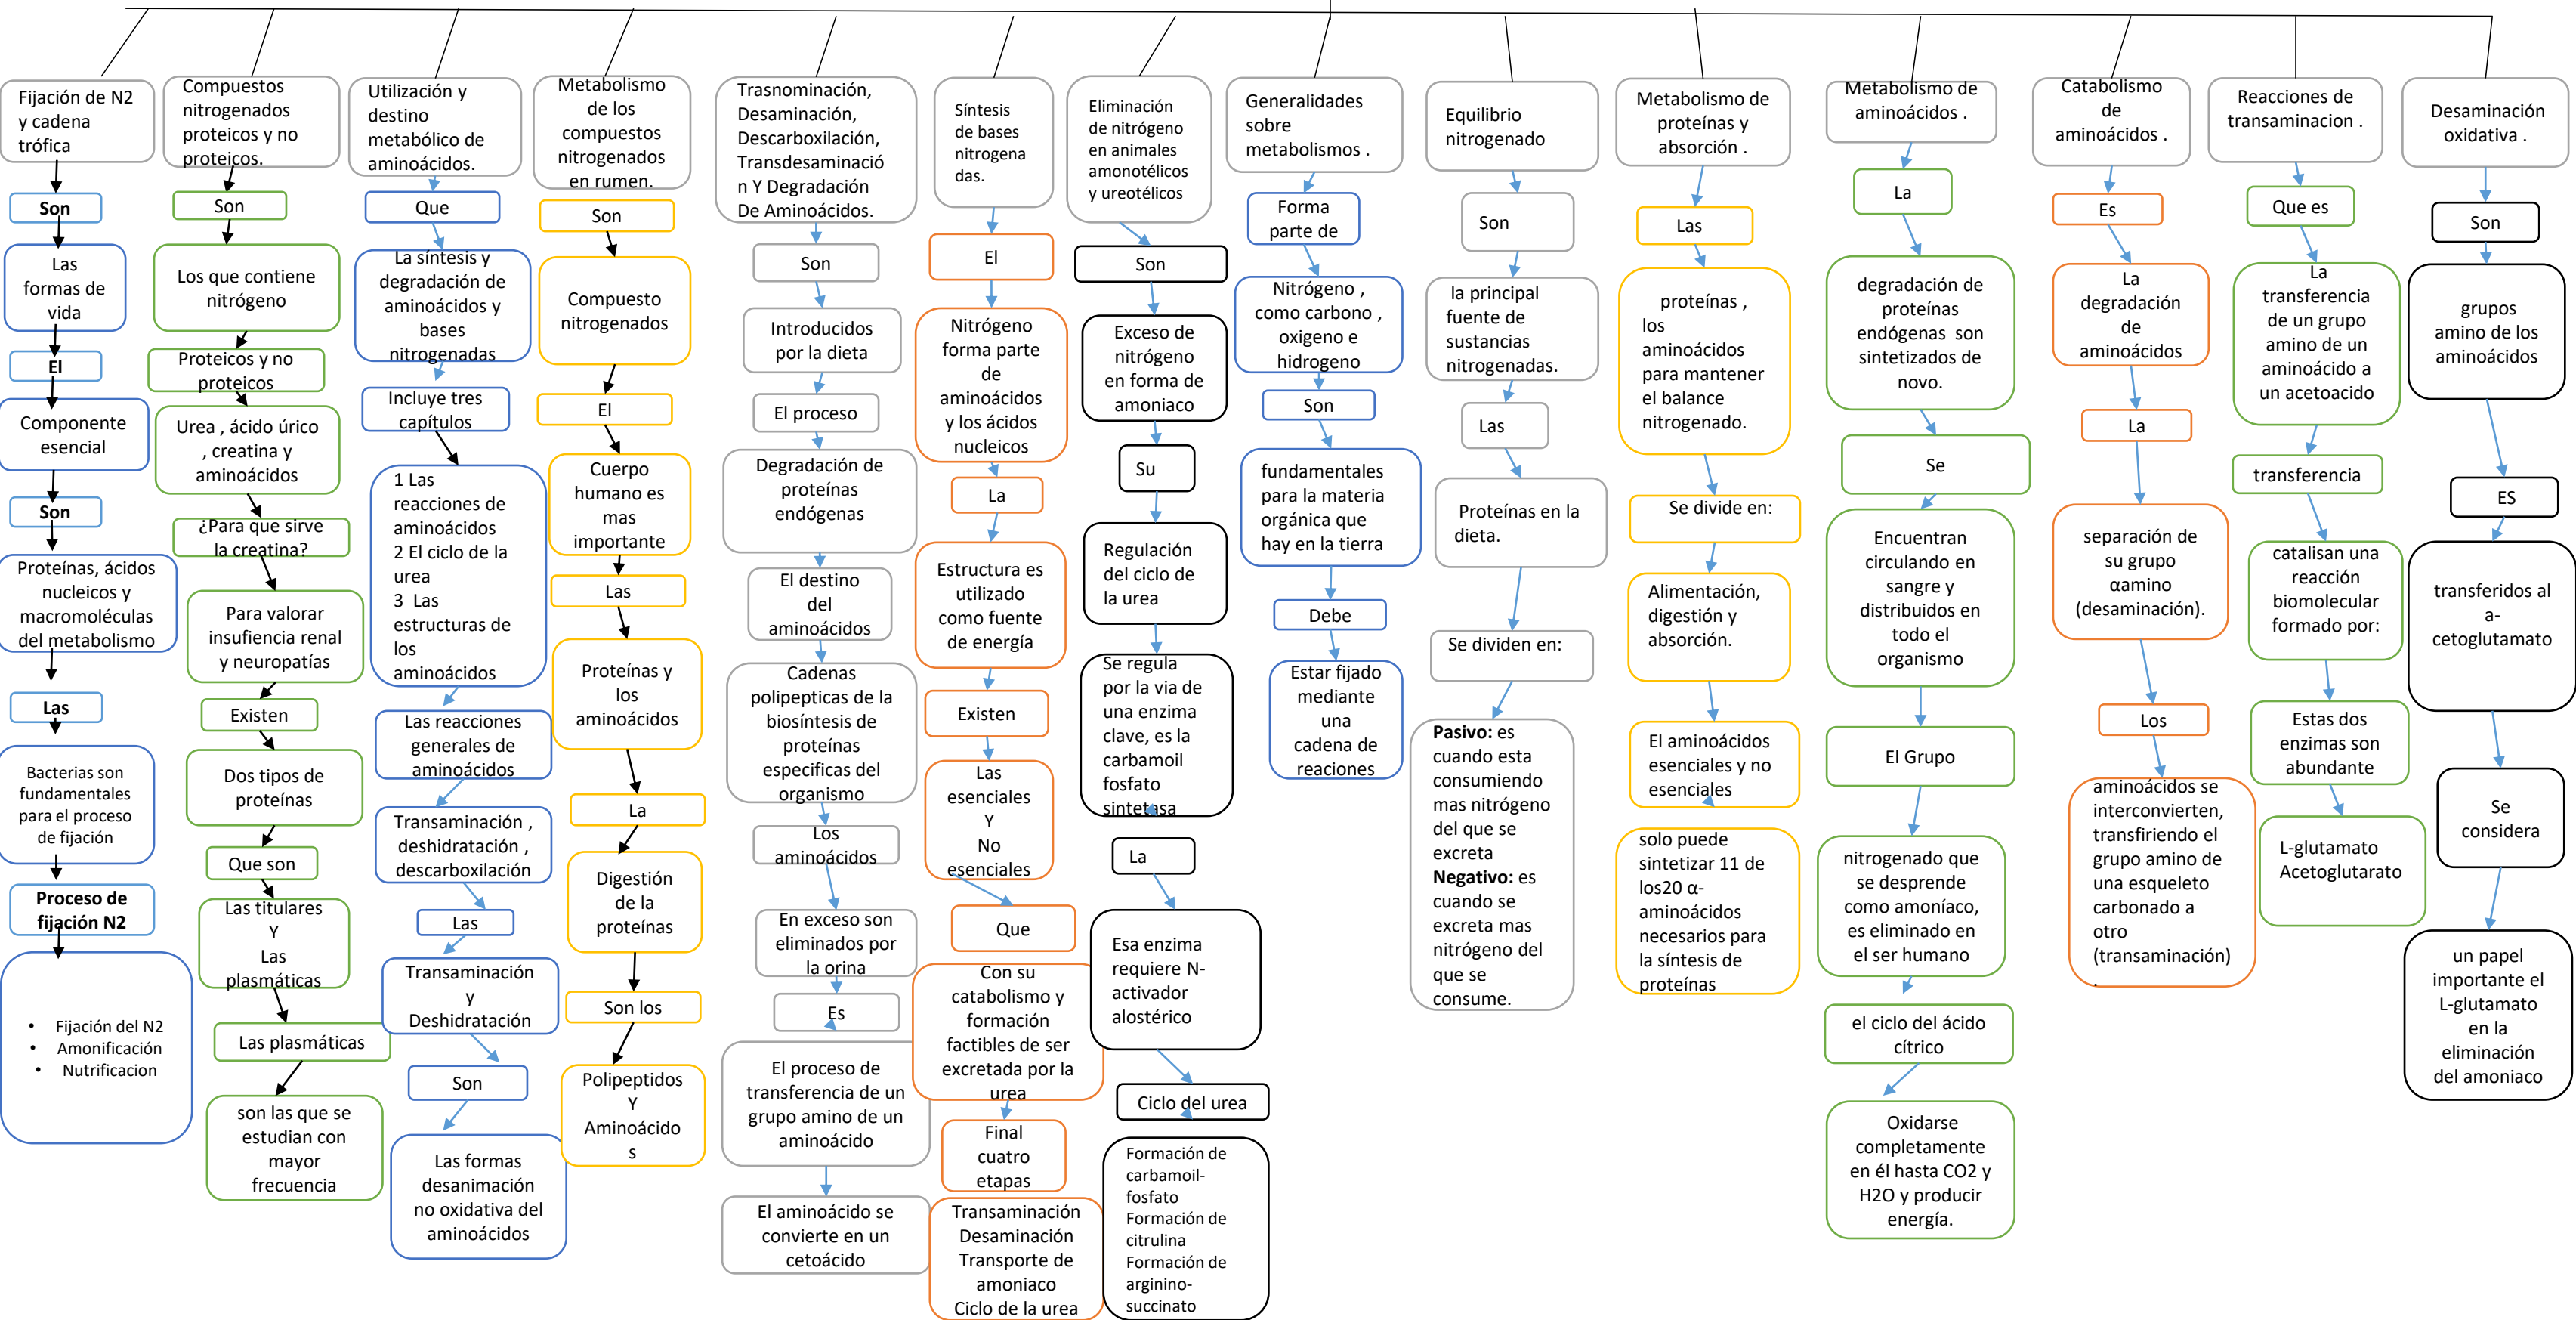 Fijación de N2
y cadena
trófica
Son
Las
formas de
vida
El
Componente
esencial
Son
Proteínas, ácidos
nucleicos y
macromoléculas
del metabolismo
Las
Bacterias son
fundamentales
para el proceso
de fijación
Proceso de
fijación N2
• Fijación del N2
• Amonificación
• Nutrificacion
Compuestos
nitrogenados
proteicos y no
proteicos.
Son
Los que contiene
nitrógeno
Proteicos y no
proteicos
Urea , ácido úrico
, creatina y
aminoácidos
¿Para que sirve
la creatina?
Para valorar
insufiencia renal
y neuropatías
Existen
Dos tipos de
proteínas
Que son
Las titulares
Y
Las
plasmáticas
Las plasmáticas
son las que se
estudian con
mayor
frecuencia
Utilización y
destino
metabólico de
aminoácidos.
Que
La síntesis y
degradación de
aminoácidos y
bases
nitrogenadas
Incluye tres
capítulos
1 Las
reacciones de
aminoácidos
2 El ciclo de la
urea
3 Las
estructuras de
los
aminoácidos
Las reacciones
generales de
aminoácidos
Transaminación ,
deshidratación ,
descarboxilación
Las
Transaminación
y
Deshidratación
Son
Las formas
desanimación
no oxidativa del
aminoácidos
Metabolismo
de los
compuestos
nitrogenados
en rumen.
Son
Compuesto
nitrogenados
El
Cuerpo
humano es
mas
importante
Las
Proteínas y
los
aminoácidos
La
Digestión
de la
proteínas
Son los
Polipeptidos
Y
Aminoácido
s
Trasnominación,
Desaminación,
Descarboxilación,
Transdesaminació
n Y Degradación
De Aminoácidos.
Son
Introducidos
por la dieta
El proceso
Degradación de
proteínas
endógenas
El destino
del
aminoácidos
Cadenas
polipepticas de la
biosíntesis de
proteínas
especificas del
organismo
Los
aminoácidos
En exceso son
eliminados por
la orina
Es
El proceso de
transferencia de un
grupo amino de un
aminoácido
El aminoácido se
convierte en un
cetoácido
Síntesis
de bases
nitrogena
das.
El
Nitrógeno
forma parte
de
aminoácidos
y los ácidos
nucleicos
La
Estructura es
utilizado
como fuente
de energía
Existen
Las
esenciales
Y
No
esenciales
Que
Con su
catabolismo y
formación
factibles de ser
excretada por la
urea
Final
cuatro
etapas
Transaminación
Desaminación
Transporte de
amoniaco
Ciclo de la urea
Eliminación
de nitrógeno
en animales
amonotélicos
y ureotélicos
Son
Exceso de
nitrógeno
en forma de
amoniaco
Su
Regulación
del ciclo de
la urea
Se regula
por la via de
una enzima
clave, es la
carbamoil
fosfato
sintetasa
La
Esa enzima
requiere N-
activador
alostérico
Ciclo del urea
Formación de
carbamoil-
fosfato
Formación de
citrulina
Formación de
arginino-
succinato
Generalidades
sobre
metabolismos .
Forma
parte de
Nitrógeno ,
como carbono ,
oxigeno e
hidrogeno
Son
fundamentales
para la materia
orgánica que
hay en la tierra
Debe
Estar fijado
mediante
una
cadena de
reaciones
Equilibrio
nitrogenado
Son
la principal
fuente de
sustancias
nitrogenadas.
Las
Proteínas en la
dieta.
Se dividen en:
Pasivo: es
cuando esta
consumiendo
mas nitrógeno
del que se
excreta
Negativo: es
cuando se
excreta mas
nitrógeno del
que se
consume.
Metabolismo de
proteínas y
absorción .
Las
proteínas ,
los
aminoácidos
para mantener
el balance
nitrogenado.
Se divide en:
Alimentación,
digestión y
absorción.
El aminoácidos
esenciales y no
esenciales
solo puede
sintetizar 11 de
los20 α-
aminoácidos
necesarios para
la síntesis de
proteínas
Metabolismo de
aminoácidos .
La
degradación de
proteínas
endógenas son
sintetizados de
novo.
Se
Encuentran
circulando en
sangre y
distribuidos en
todo el
organismo
El Grupo
nitrogenado que
se desprende
como amoníaco,
es eliminado en
el ser humano
el ciclo del ácido
cítrico
Oxidarse
completamente
en él hasta CO2 y
H2O y producir
energía.
Catabolismo
de
aminoácidos .
Es
La
degradación
de
aminoácidos
La
separación de
su grupo
αamino
(desaminación).
Los
aminoácidos se
interconvierten,
transfiriendo el
grupo amino de
una esqueleto
carbonado a
otro
(transaminación)
.
Reacciones de
transaminacion .
Que es
La
transferencia
de un grupo
amino de un
aminoácido a
un acetoacido
transferencia
catalisan una
reacción
biomolecular
formado por:
Estas dos
enzimas son
abundante
L-glutamato
Acetoglutarato
Desaminación
oxidativa .
Son
grupos
amino de los
aminoácidos
ES
transferidos al
a-
cetoglutamato
Se
considera
un papel
importante el
L-glutamato
en la
eliminación
del amoniaco